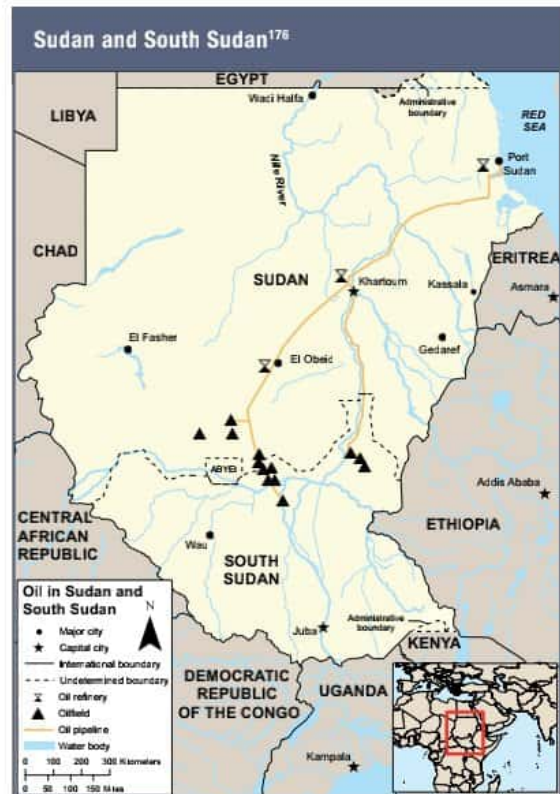 Sudan and South Sudan176
EGYPT
LIBYA
Waci Halfa
Administrative
boundary
RED
SEA
Port
Sudan
Nile River
CHAD
SUDAN
ERITREA
Khartoum
Kassala
Asmara
El Fasher
El Obeid
Gedaref
ABYEI
Addis Ababa
CENTRAL
AFRICAN
REPUBLIC
ETHIOPIA
Wau
SOUTH
SUDAN
Juba
Administrative
boundary
KENYA
DEMOCRATIC
REPUBLIC
OF THE CONGO
UGANDA
Kampala
Oil in Sudan and
South Sudan
N
Major city
Capital city
International boundary
Undetermined boundary
Oil refinery
Oilfield
Oil pipeline
Water body
0 100 200 300 Kilometers
0 50 100 150 Miles